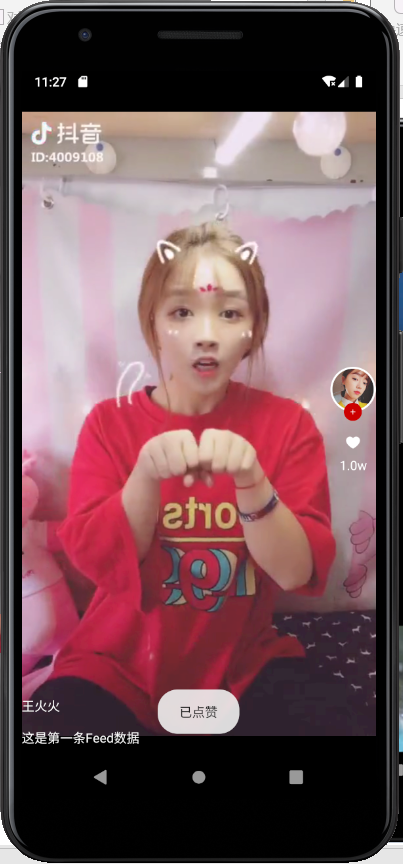 11:27
抖音
ID:4009108
+
1.0w
orts
王火火
已点赞
这是第一条Feed数据